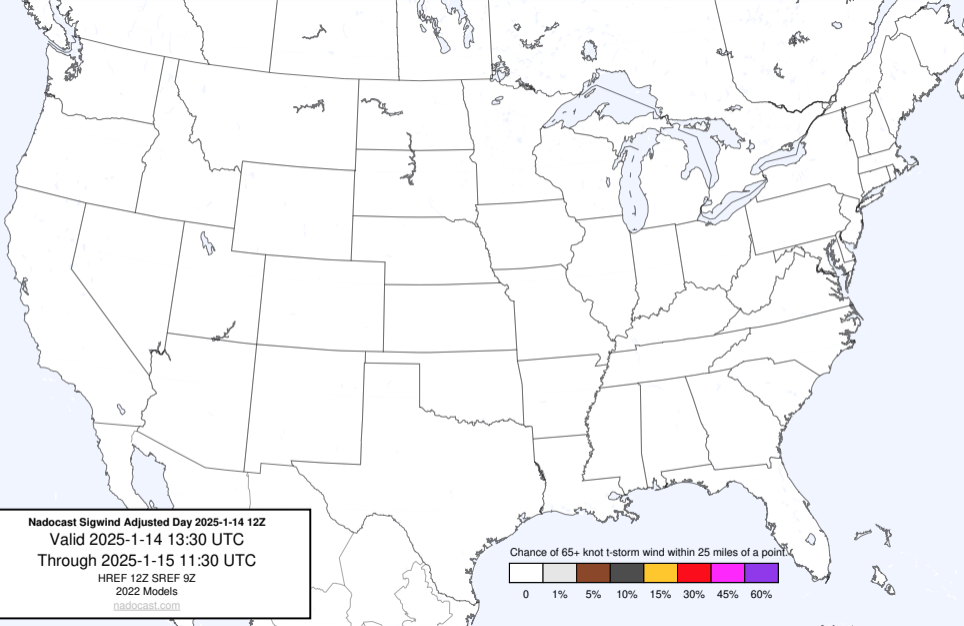 Nadocast Sigwind Adjusted Day 2025-1-14 12Z
Valid 2025-1-14 13:30 UTC
Through 2025-1-15 11:30 UTC
HREF 12Z SREF 9Z
2022 Models
nadocast.com
Chance of 65+ knot t-storm wind within 25 miles of a point.
0 1% 5% 10% 15% 30% 45% 60%